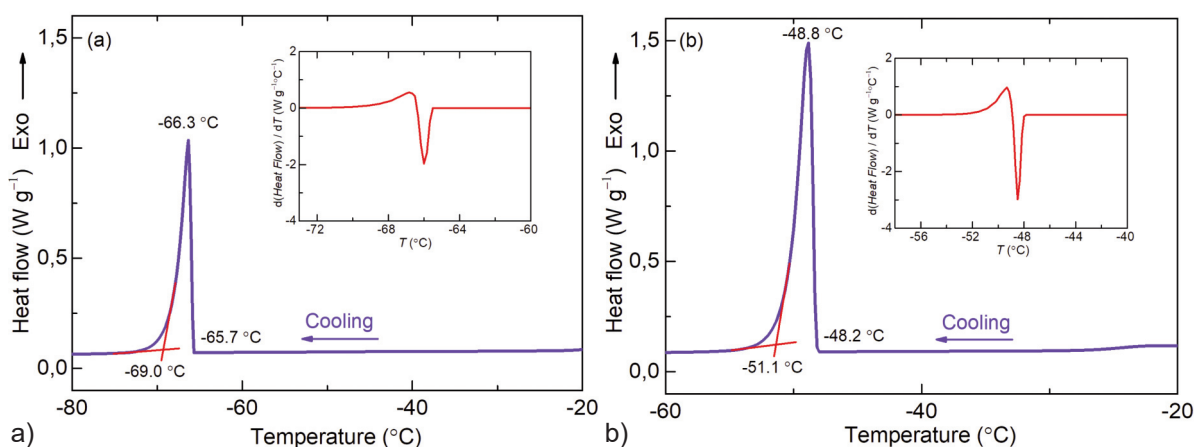 (a)
Exo
Heat flow (W g⁻¹)
1,5
1,0
0,5
0,0
-66.3 °C
-65.7 °C
-69.0 °C
Cooling
-80
-60
-40
-20
Temperature (°C)
d(Heat Flow) / dT (W g⁻¹°C⁻¹)
2
0
-2
-4
-72
-68
-64
-60
T (°C)
a)
(b)
Exo
Heat flow (W g⁻¹)
1,5
1,0
0,5
0,0
-48.8 °C
-48.2 °C
-51.1 °C
Cooling
-60
-50
-40
-30
-20
Temperature (°C)
d(Heat Flow) / dT (W g⁻¹°C⁻¹)
2
0
-2
-4
-56
-52
-48
-44
-40
T (°C)
b)